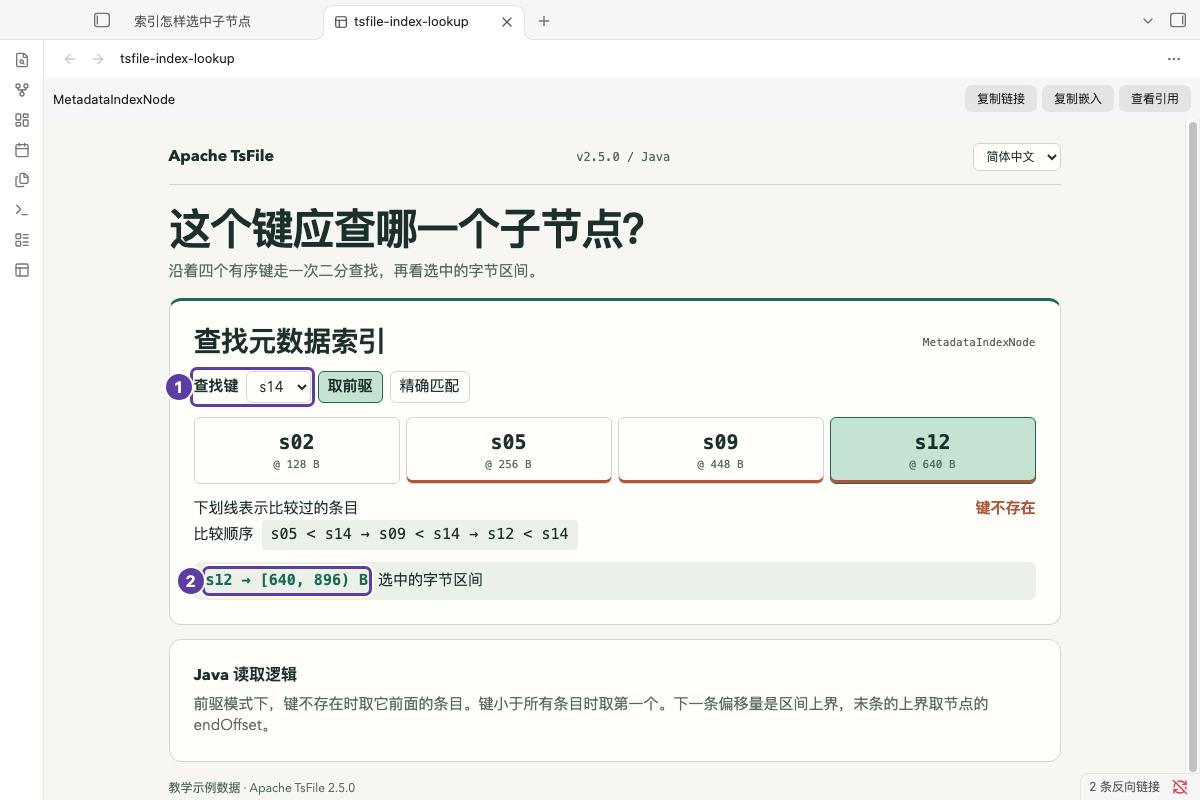 索引怎样选中子节点
tsfile-index-lookup
tsfile-index-lookup
MetadataIndexNode
复制链接
复制嵌入
查看引用
Apache TsFile
v2.5.0 / Java
简体中文
这个键应查哪一个子节点?
沿着四个有序键走一次二分查找，再看选中的字节区间。
查找元数据索引
MetadataIndexNode
1
查找键
s14
取前驱
精确匹配
s02
@ 128 B
s05
@ 256 B
s09
@ 448 B
s12
@ 640 B
下划线表示比较过的条目
键不存在
比较顺序 s05 < s14 → s09 < s14 → s12 < s14
2
s12 → [640, 896) B 选中的字节区间
Java 读取逻辑
前驱模式下，键不存在时取它前面的条目。键小于所有条目时取第一个。下一条偏移量是区间上界，末条的上界取节点的
endOffset。
教学示例数据 · Apache TsFile 2.5.0
2 条反向链接